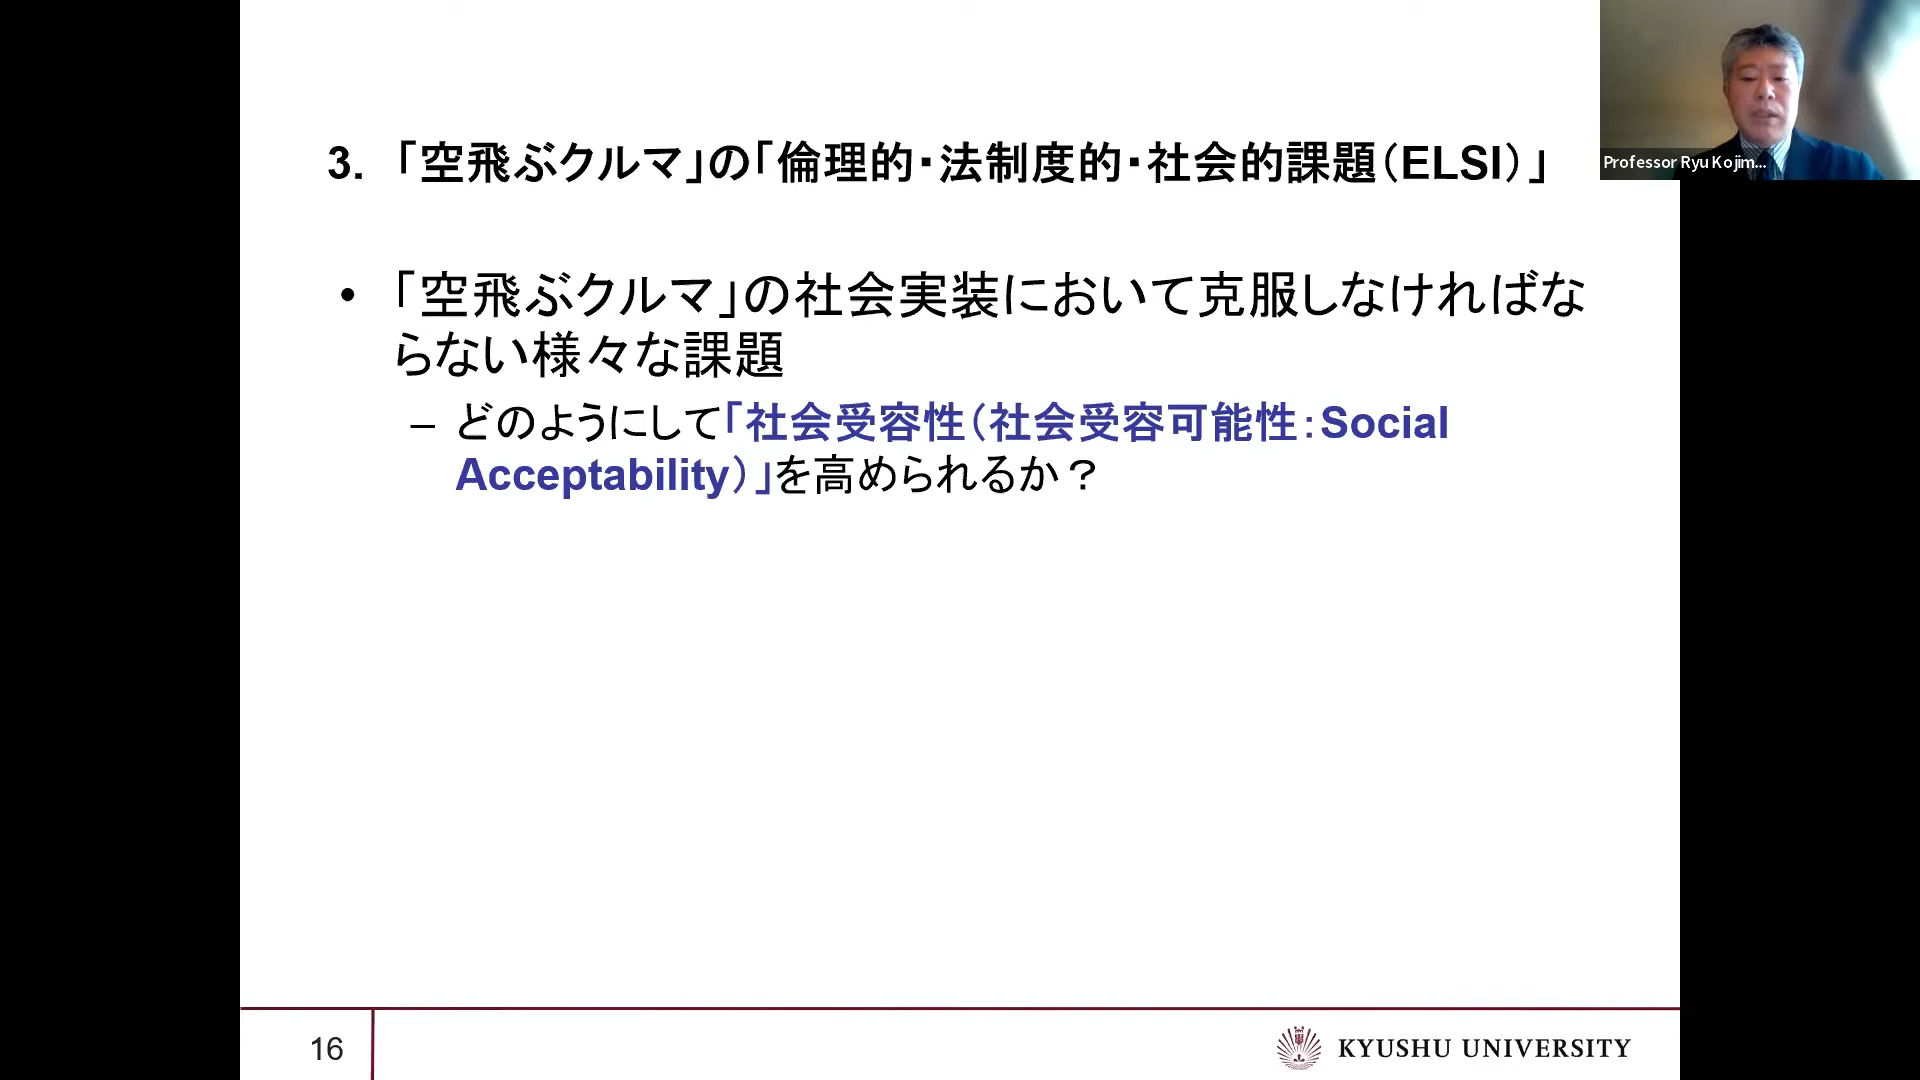 Professor Ryu Kojim...
3. 「空飛ぶクルマ」の「倫理的・法制度的・社会的課題（ELSI）」
• 「空飛ぶクルマ」の社会実装において克服しなければな
らない様々な課題
– どのようにして「社会受容性（社会受容可能性：Social
Acceptability）」を高められるか？
16
KYUSHU UNIVERSITY